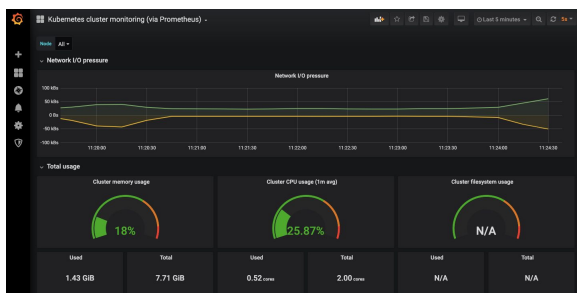 Kubernetes cluster monitoring (via Prometheus)
Last 5 minutes
5s
Node All
Network I/O pressure
Network I/O pressure
100 kBs
50 kBs
0 Bs
-50 kBs
-100 kBs
11:20:00 11:20:30 11:21:00 11:21:30 11:22:00 11:22:30 11:23:00 11:23:30 11:24:00 11:24:30
Total usage
Cluster memory usage Cluster CPU usage (1m avg) Cluster filesystem usage
18% 25.87% N/A
Used Total Used Total Used Total
1.43 GiB 7.71 GiB 0.52 cores 2.00 cores N/A N/A